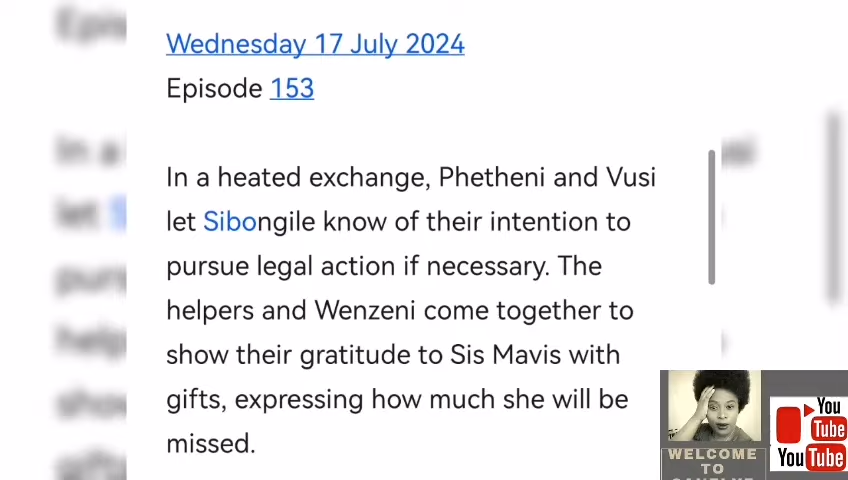 Wednesday 17 July 2024
Episode 153
In a heated exchange, Phetheni and Vusi
let Sibongile know of their intention to
pursue legal action if necessary. The
helpers and Wenzeni come together to
show their gratitude to Sis Mavis with
gifts, expressing how much she will be
missed.
WELCOME
TO
You
Tube
YouTube